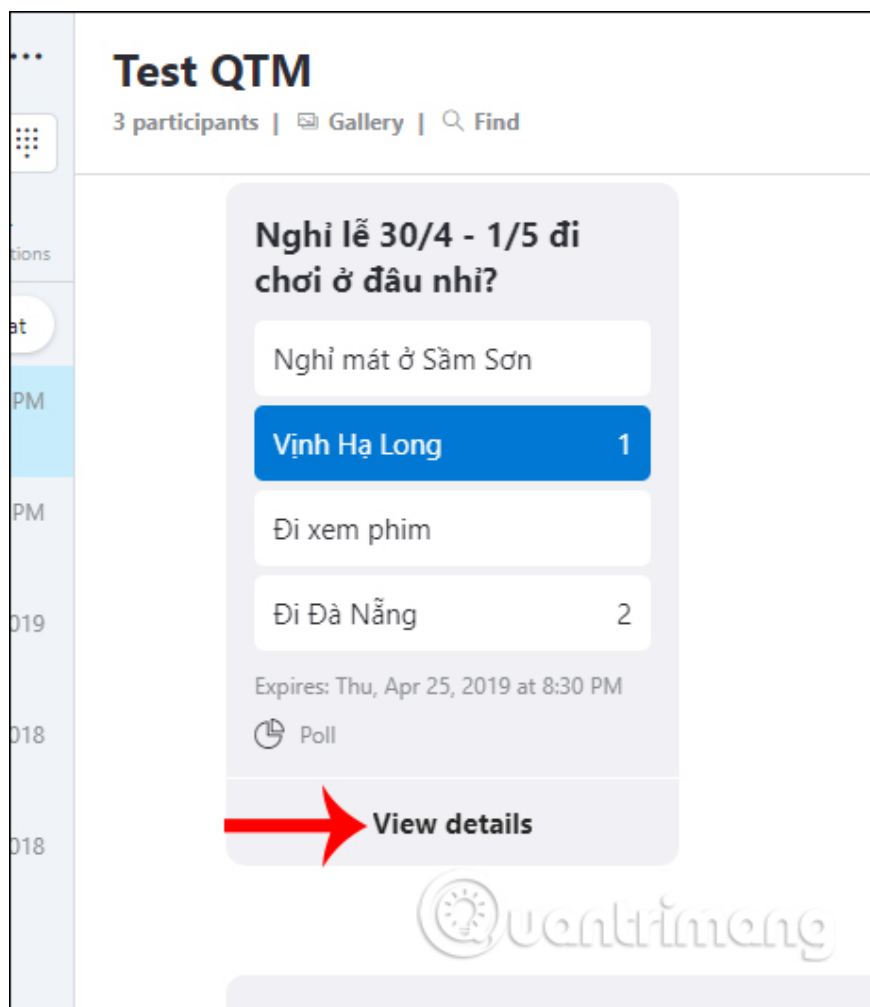 ...
Test QTM
3 participants | Gallery | Find
tions
at
PM
PM
019
018
018
Nghỉ lễ 30/4 - 1/5 đi
chơi ở đâu nhỉ?
Nghỉ mát ở Sầm Sơn
Vịnh Hạ Long 1
Đi xem phim
Đi Đà Nẵng 2
Expires: Thu, Apr 25, 2019 at 8:30 PM
Poll
View details
Quantrimang